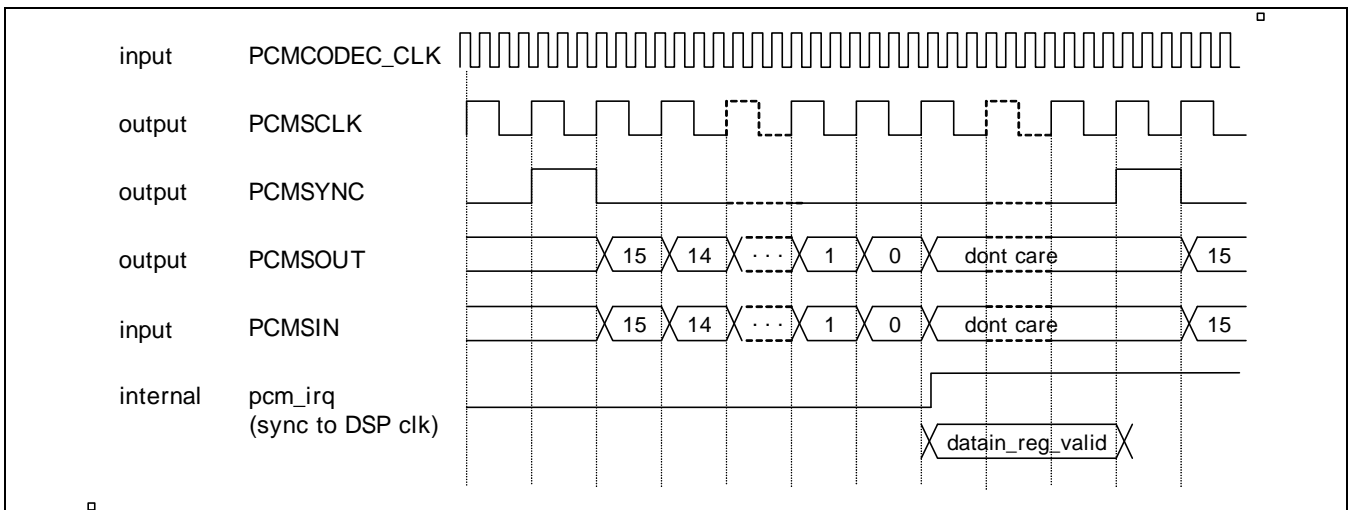 input PCMCODEC_CLK
output PCMSCLK
output PCMSYNC
output PCMSOUT 15 14 · · · 1 0 dont care 15
input PCMSIN 15 14 · · · 1 0 dont care 15
internal pcm_irq
(sync to DSP clk)
datain_reg_valid